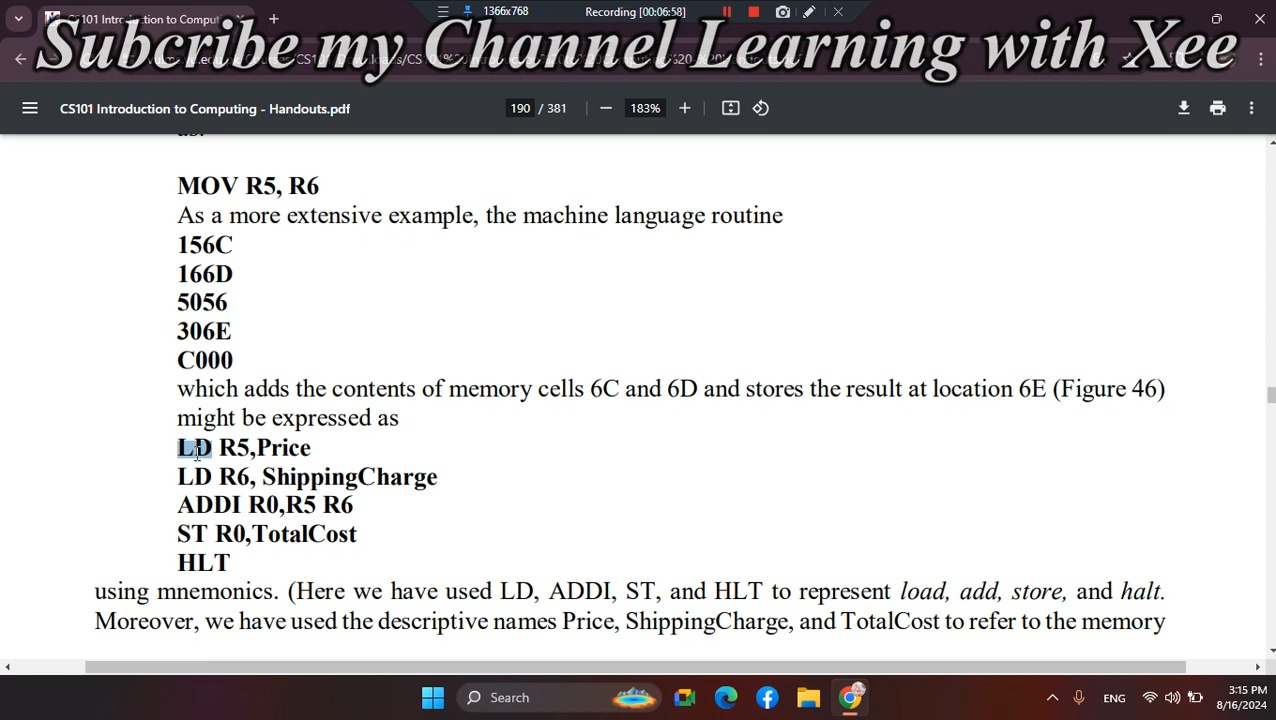 1366x768
Recording [00:06:58]
CS101 Introduction to Comput
Subcribe my Channel Learning with Xee
CS101 Introduction to Computing - Handouts.pdf
190 / 381
183%
as:
MOV R5, R6
As a more extensive example, the machine language routine
156C
166D
5056
306E
C000
which adds the contents of memory cells 6C and 6D and stores the result at location 6E (Figure 46)
might be expressed as
LD R5,Price
LD R6, ShippingCharge
ADDI R0,R5 R6
ST R0,TotalCost
HLT
using mnemonics. (Here we have used LD, ADDI, ST, and HLT to represent load, add, store, and halt.
Moreover, we have used the descriptive names Price, ShippingCharge, and TotalCost to refer to the memory
Search
ENG
3:15 PM
8/16/2024